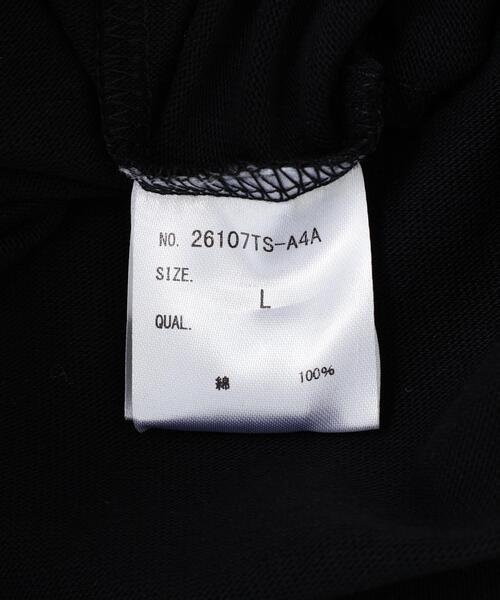 NO. 26107TS-A4A
SIZE.
L
QUAL.
綿 100%